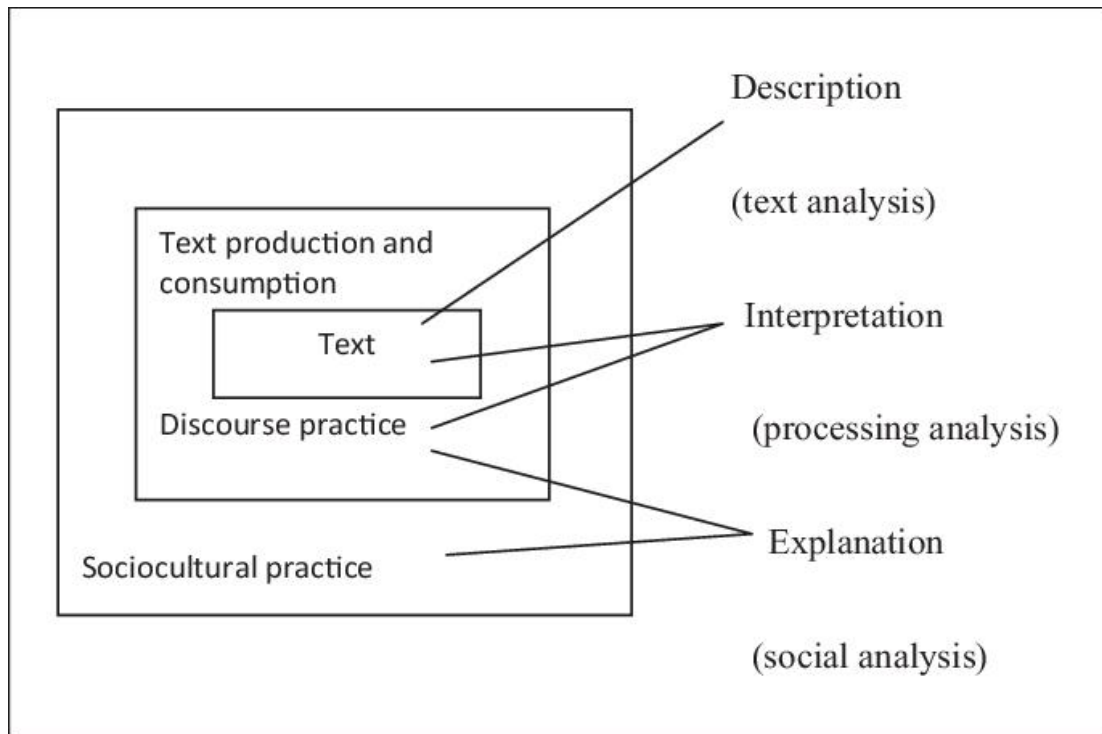 Description
(text analysis)
Text production and
consumption
Text
Interpretation
Discourse practice
(processing analysis)
Explanation
Sociocultural practice
(social analysis)